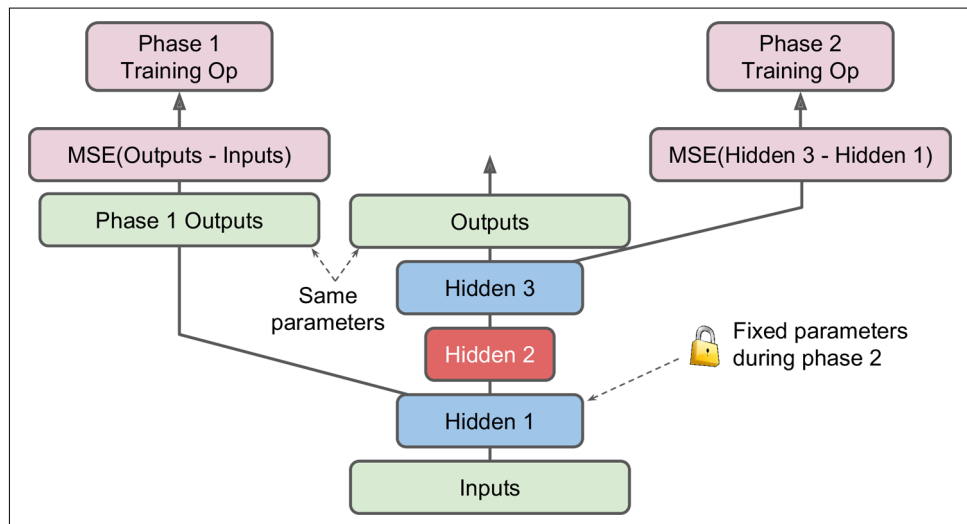 Phase 1
Training Op
Phase 2
Training Op
MSE(Outputs - Inputs)
MSE(Hidden 3 - Hidden 1)
Phase 1 Outputs
Outputs
Hidden 3
Same
parameters
Hidden 2
Fixed parameters
during phase 2
Hidden 1
Inputs